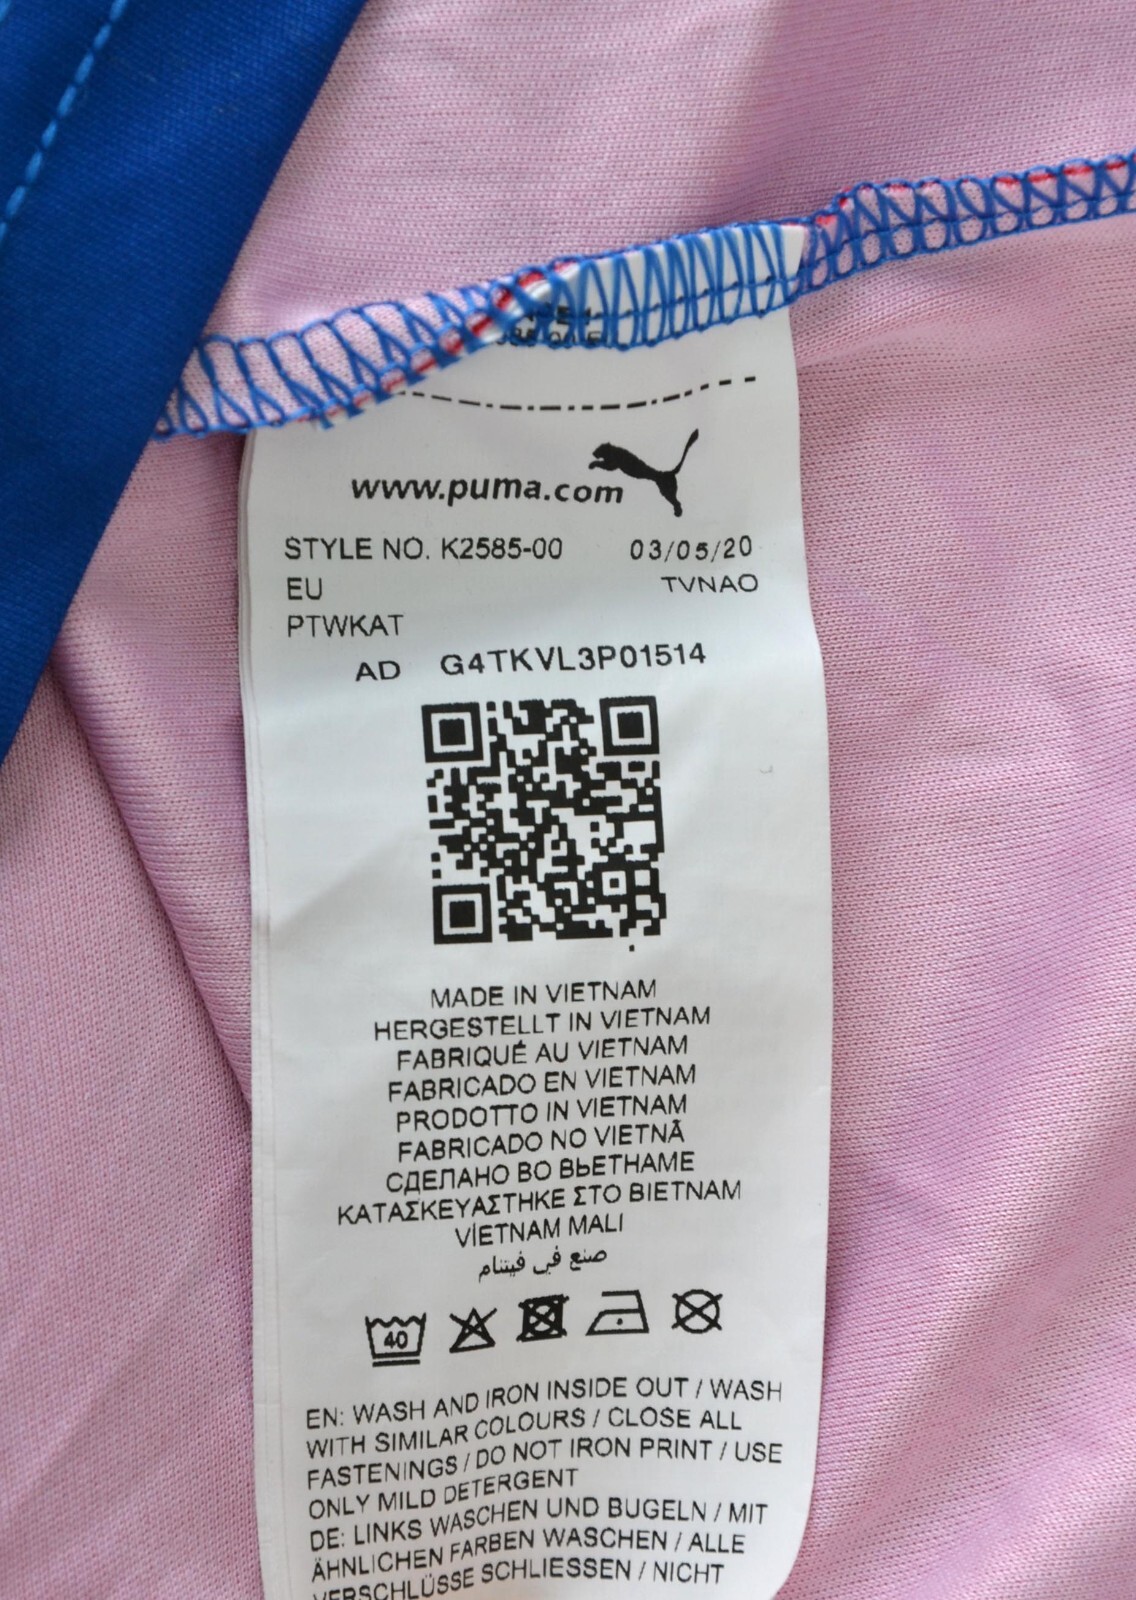 www.puma.com
STYLE NO. K2585-00 03/05/20
EU TVNAO
PTWKAT
AD G4TKVL3P01514
MADE IN VIETNAM
HERGESTELLT IN VIETNAM
FABRIQUÉ AU VIETNAM
FABRICADO EN VIETNAM
PRODOTTO IN VIETNAM
FABRICADO NO VIETNÃ
СДЕЛАНО ВО ВЬЕТНАМЕ
ΚΑΤΑΣΚΕΥΑΣΤΗΚΕ ΣΤΟ ΒΙΕΤΝΑΜ
VİETNAM MALI
صنع في فيتنام
40
EN: WASH AND IRON INSIDE OUT / WASH
WITH SIMILAR COLOURS / CLOSE ALL
FASTENINGS / DO NOT IRON PRINT / USE
ONLY MILD DETERGENT
DE: LINKS WASCHEN UND BUGELN / MIT
ÄHNLICHEN FARBEN WASCHEN / ALLE
VERSCHLÜSSE SCHLIESSEN / NICHT